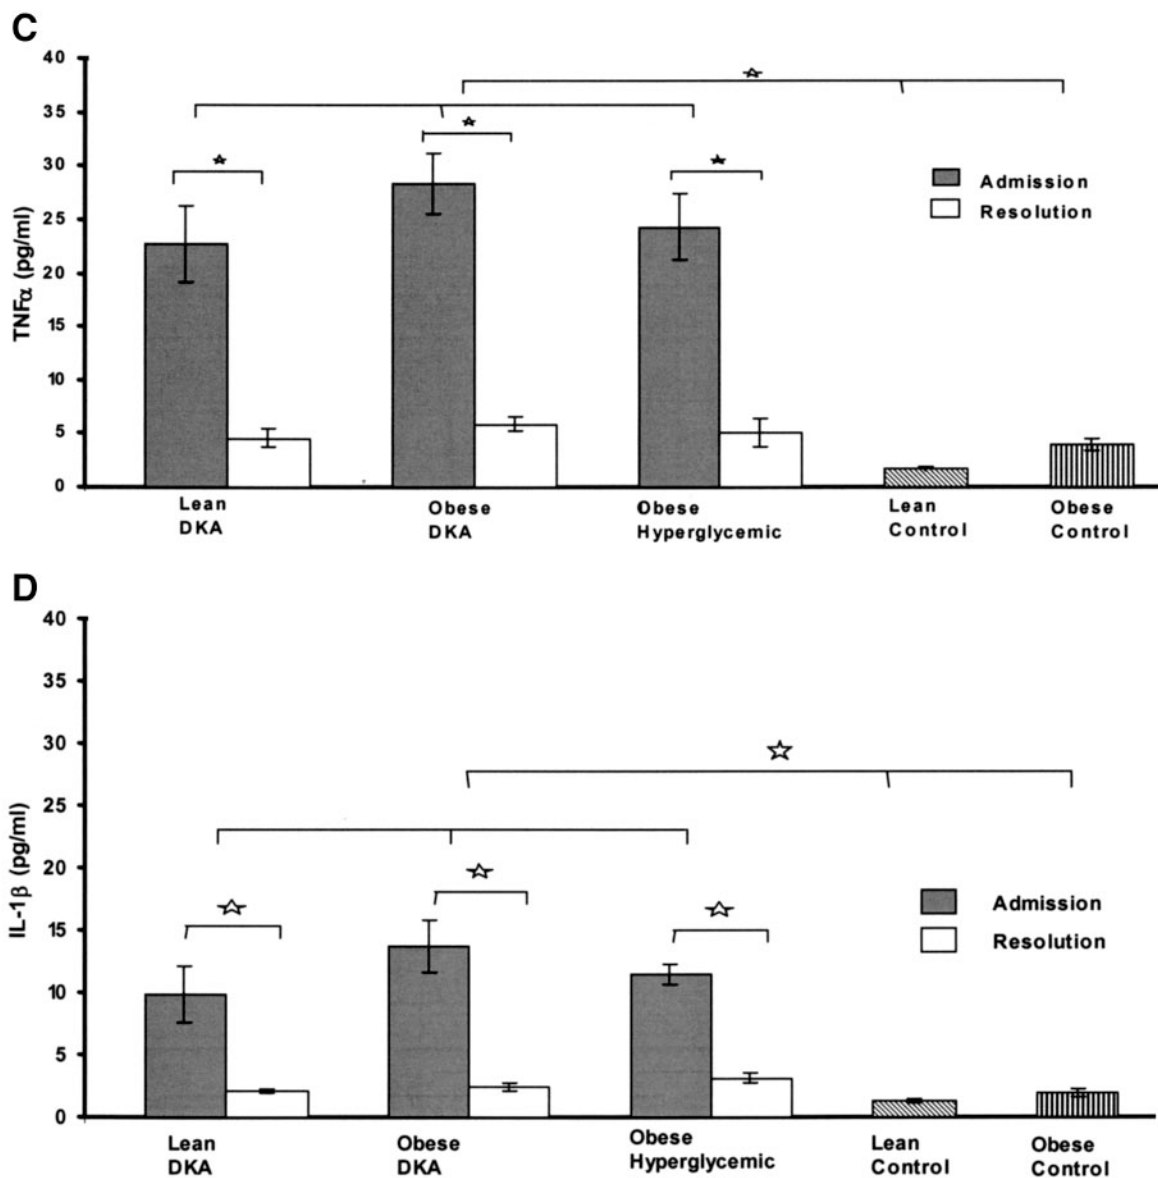 C
40
35
30
25
20
15
10
5
0
TNFα (pg/ml)
Admission
Resolution
Lean
DKA
Obese
DKA
Obese
Hyperglycemic
Lean
Control
Obese
Control
D
40
35
30
25
20
15
10
5
0
IL-1β (pg/ml)
Admission
Resolution
Lean
DKA
Obese
DKA
Obese
Hyperglycemic
Lean
Control
Obese
Control